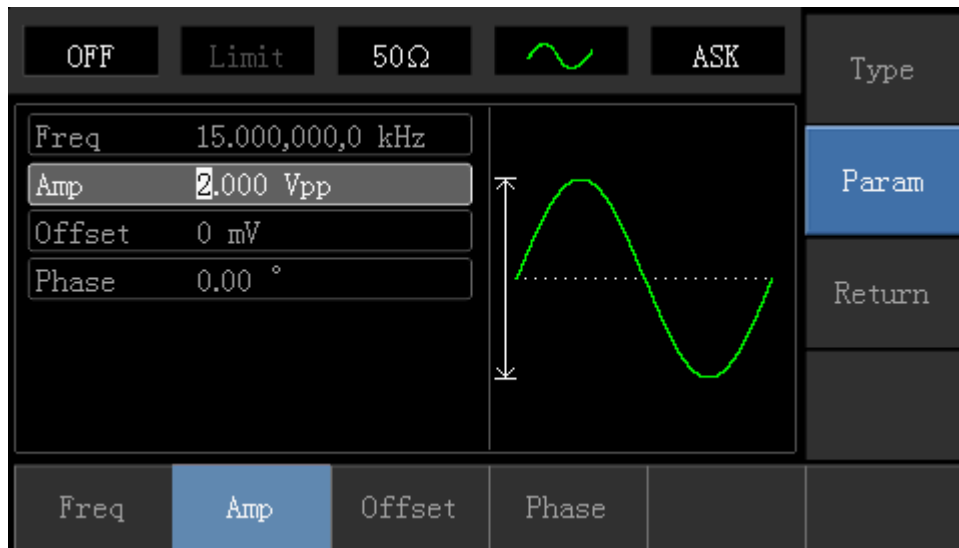 OFF Limit 50Ω ASK
Type
Freq 15.000,000,0 kHz
Amp 2.000 Vpp
Param
Offset 0 mV
Phase 0.00 °
Return
Freq Amp Offset Phase